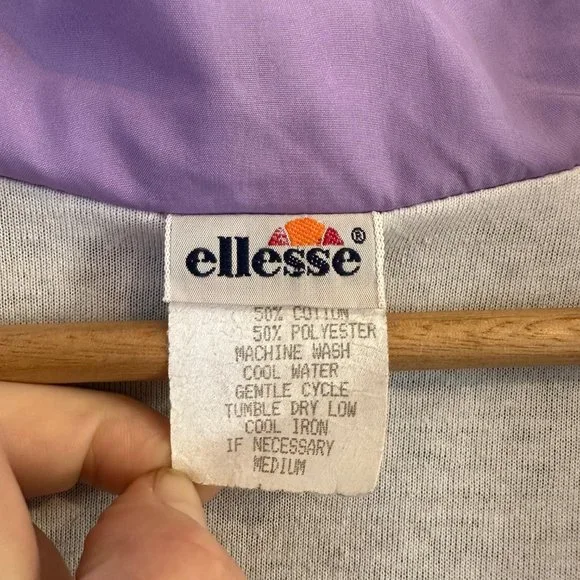 ellesse®
50% COTTON
50% POLYESTER
MACHINE WASH
COOL WATER
GENTLE CYCLE
TUMBLE DRY LOW
COOL IRON
IF NECESSARY
MEDIUM